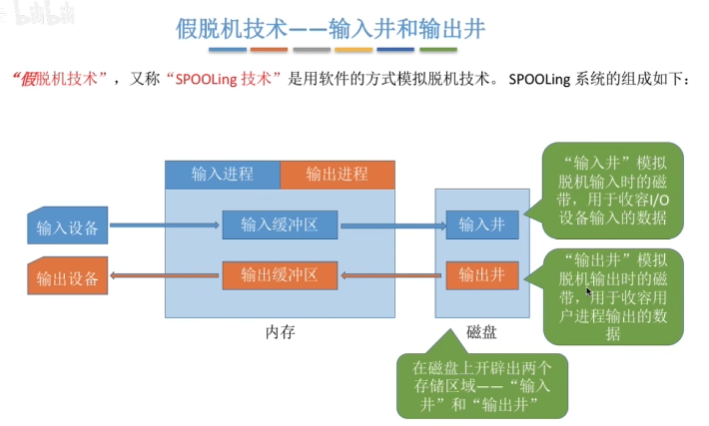 bilibili
假脱机技术——输入井和输出井
“假脱机技术”，又称“SPOOLing 技术”是用软件的方式模拟脱机技术。 SPOOLing 系统的组成如下：
输入进程
输出进程
“输入井”模拟
脱机输入时的磁
带，用于收容I/O
设备输入的数据
输入设备
输入缓冲区
输入井
输出设备
输出缓冲区
输出井
“输出井”模拟
脱机输出时的磁
带，用于收容用
户进程输出的数
据
内存
磁盘
在磁盘上开辟出两个
存储区域——“输入
井”和“输出井”